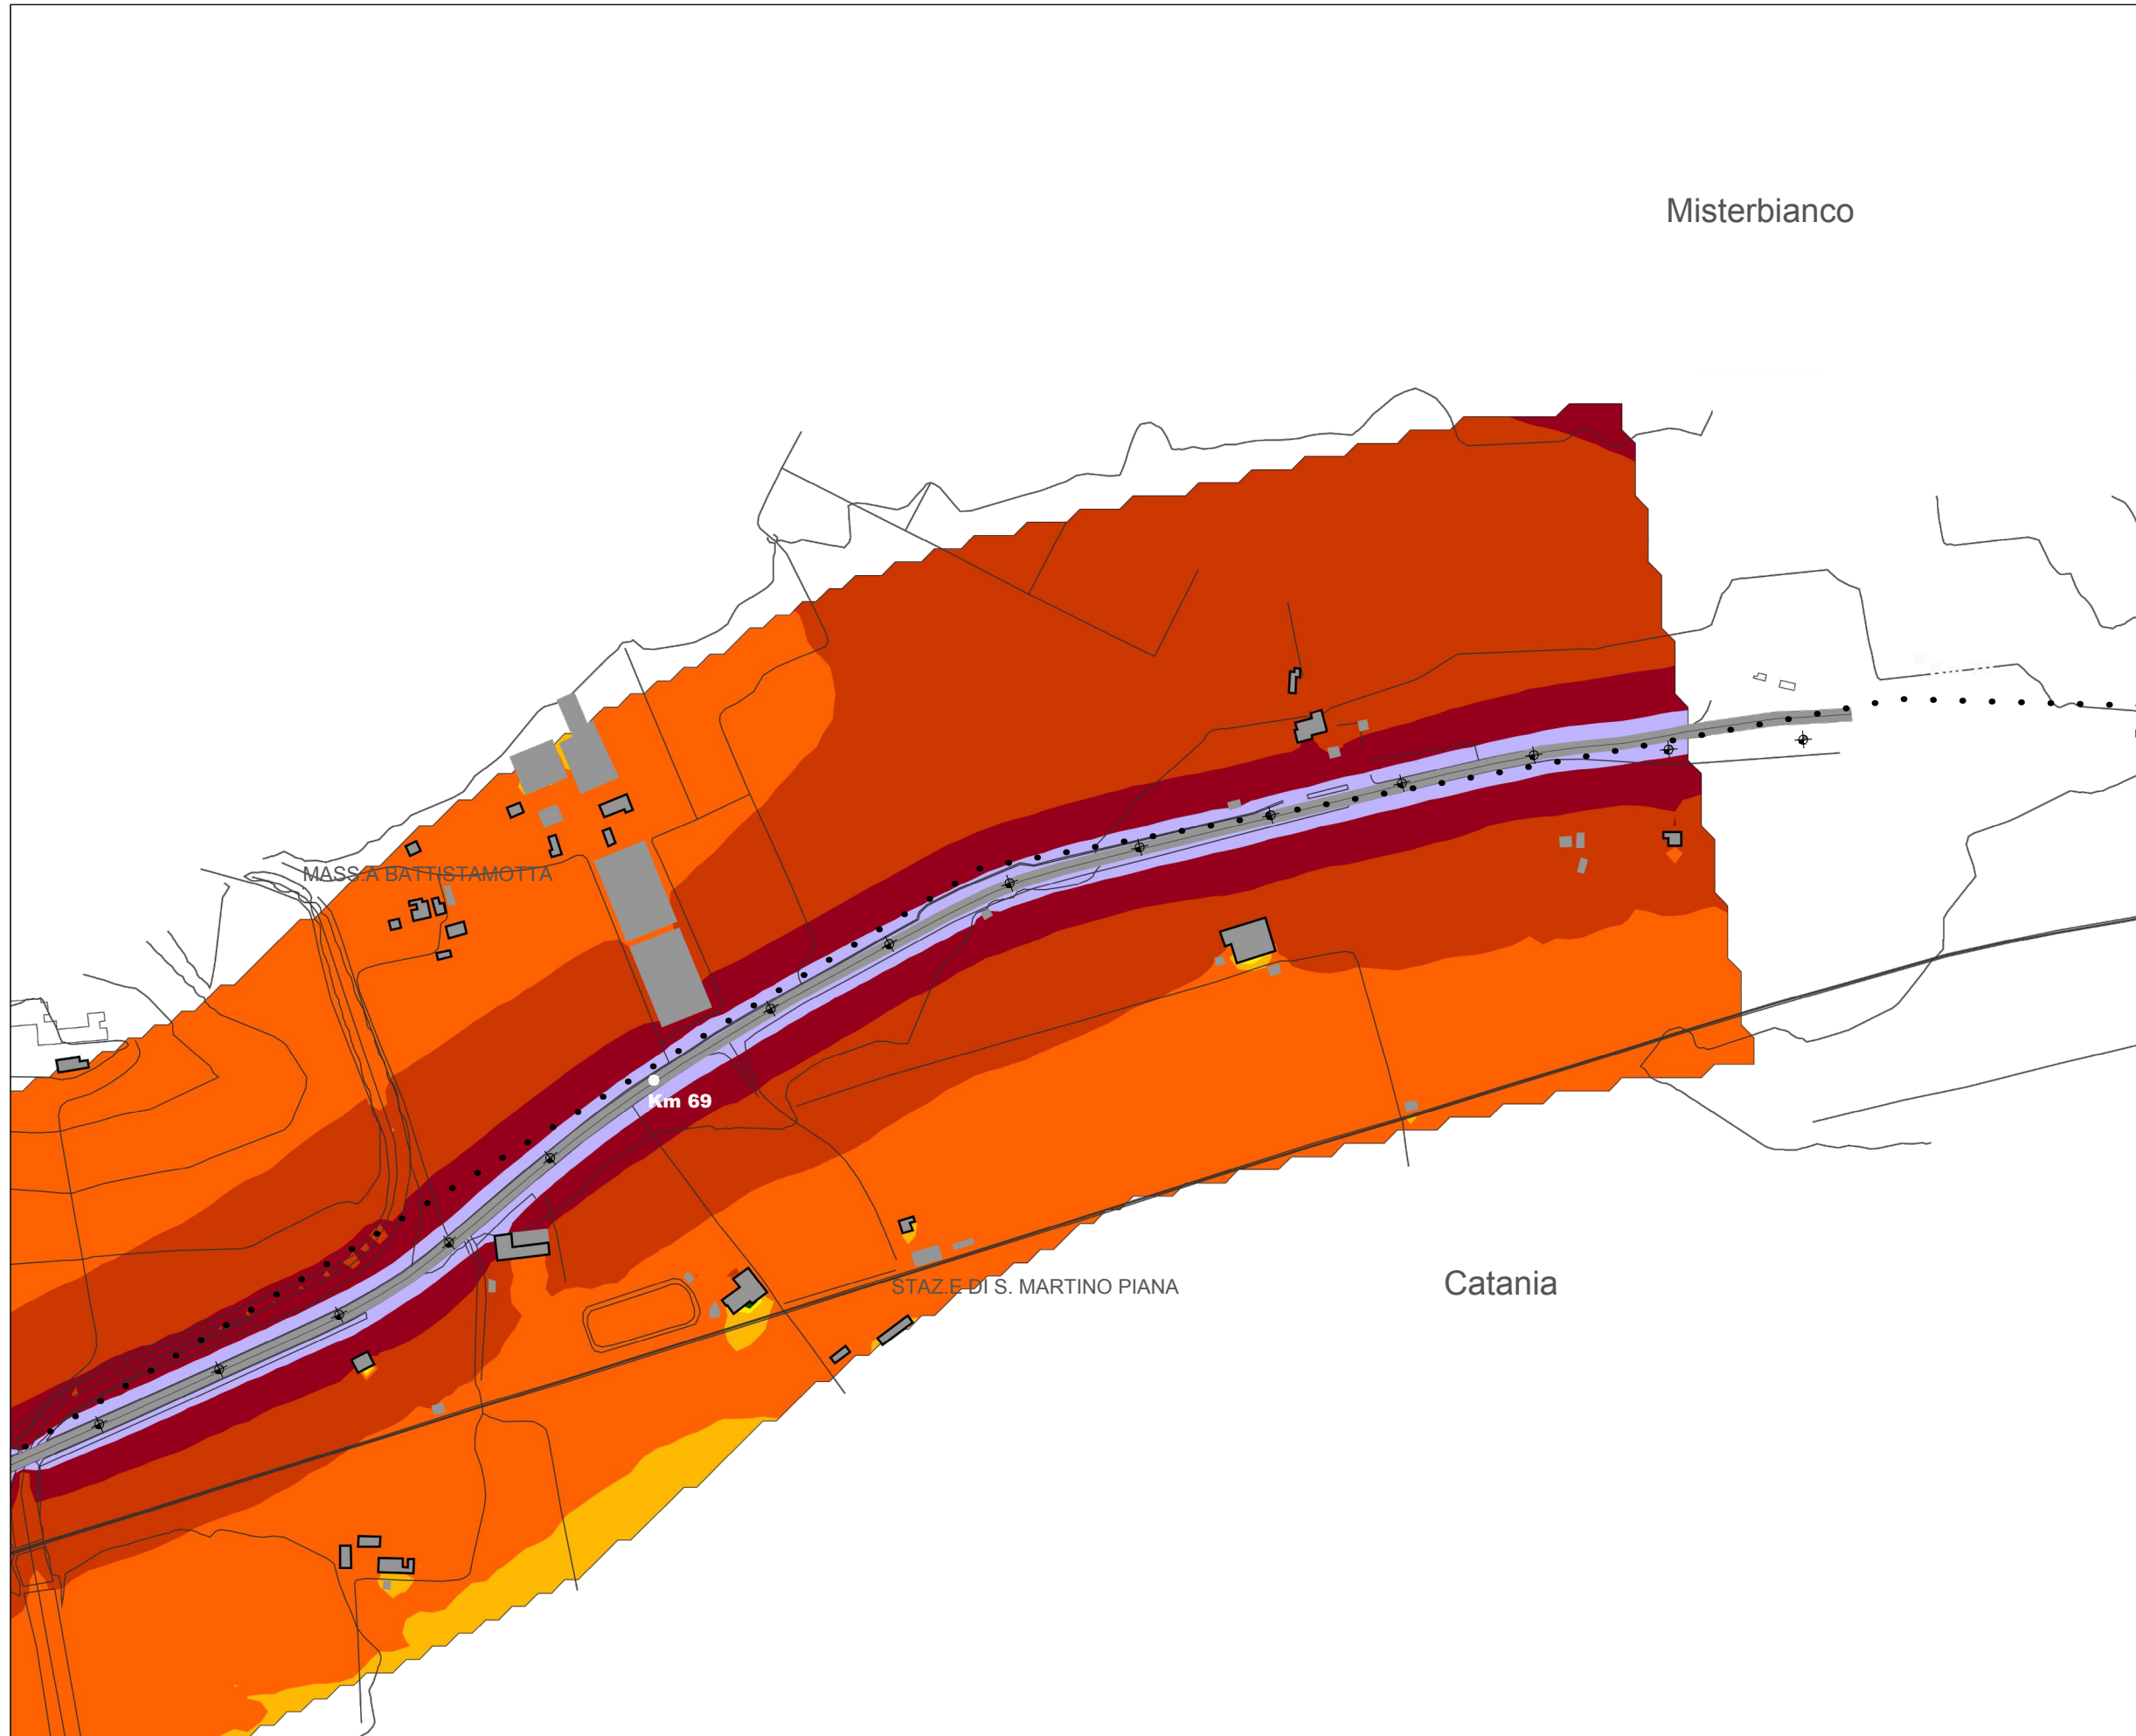 Misterbianco
MASS.A BATTISTAMOTTA
Km 69
STAZ.E DI S. MARTINO PIANA
Catania